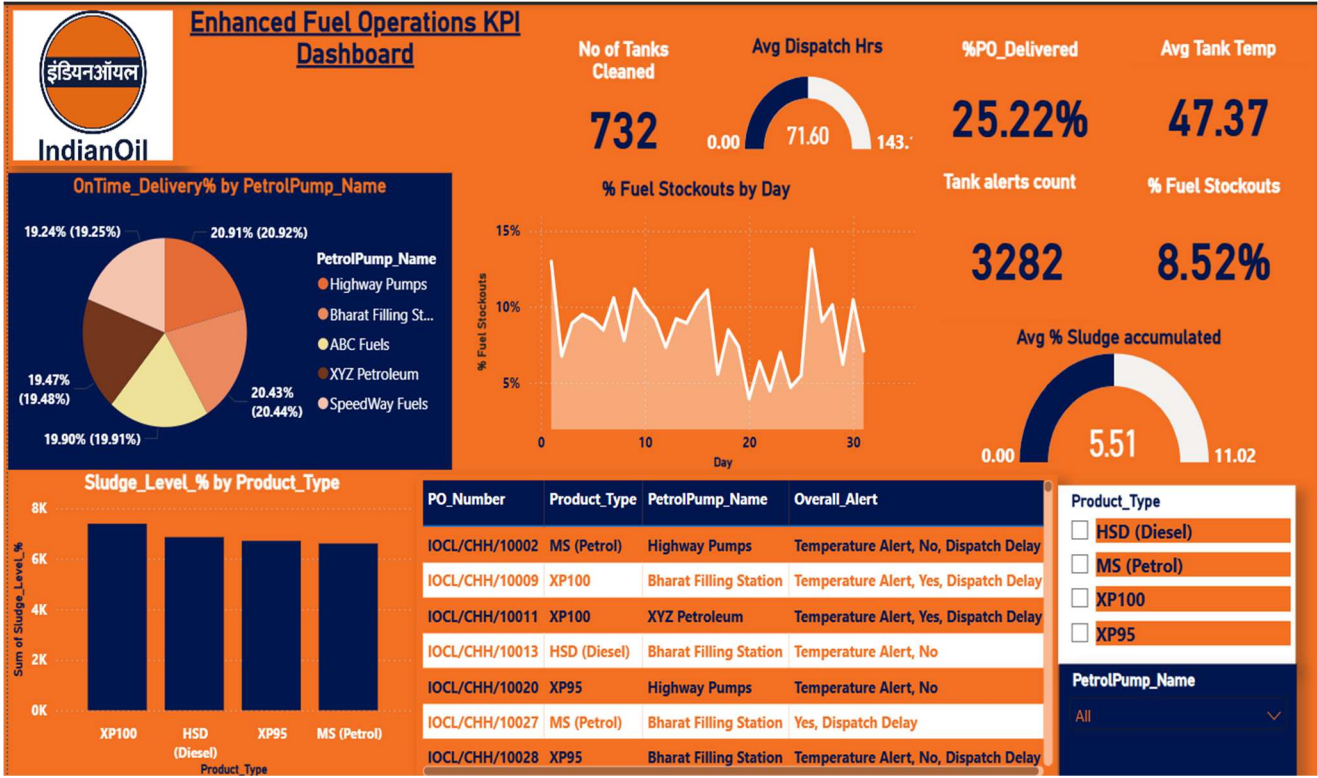 इंडियनऑयल
IndianOil
Enhanced Fuel Operations KPI
Dashboard
No of Tanks
Cleaned
732
Avg Dispatch Hrs
0.00
71.60
143.
%PO_Delivered
25.22%
Avg Tank Temp
47.37
OnTime_Delivery% by PetrolPump_Name
19.24% (19.25%)
20.91% (20.92%)
19.47%
(19.48%)
20.43%
(20.44%)
19.90% (19.91%)
PetrolPump_Name
Highway Pumps
Bharat Filling St...
ABC Fuels
XYZ Petroleum
SpeedWay Fuels
% Fuel Stockouts by Day
% Fuel Stockouts
15%
10%
5%
0 10 20 30
Day
Tank alerts count
3282
% Fuel Stockouts
8.52%
Avg % Sludge accumulated
0.00
5.51
11.02
Sludge_Level_% by Product_Type
Sum of Sludge_Level_%
8K
6K
4K
2K
0K
XP100 HSD (Diesel) XP95 MS (Petrol)
Product_Type
PO_Number Product_Type PetrolPump_Name Overall_Alert
IOCL/CHH/10002 MS (Petrol) Highway Pumps Temperature Alert, No, Dispatch Delay
IOCL/CHH/10009 XP100 Bharat Filling Station Temperature Alert, Yes, Dispatch Delay
IOCL/CHH/10011 XP100 XYZ Petroleum Temperature Alert, Yes, Dispatch Delay
IOCL/CHH/10013 HSD (Diesel) Bharat Filling Station Temperature Alert, No
IOCL/CHH/10020 XP95 Highway Pumps Temperature Alert, No
IOCL/CHH/10027 MS (Petrol) Bharat Filling Station Yes, Dispatch Delay
IOCL/CHH/10028 XP95 Bharat Filling Station Temperature Alert, No, Dispatch Delay
Product_Type
HSD (Diesel)
MS (Petrol)
XP100
XP95
PetrolPump_Name
All